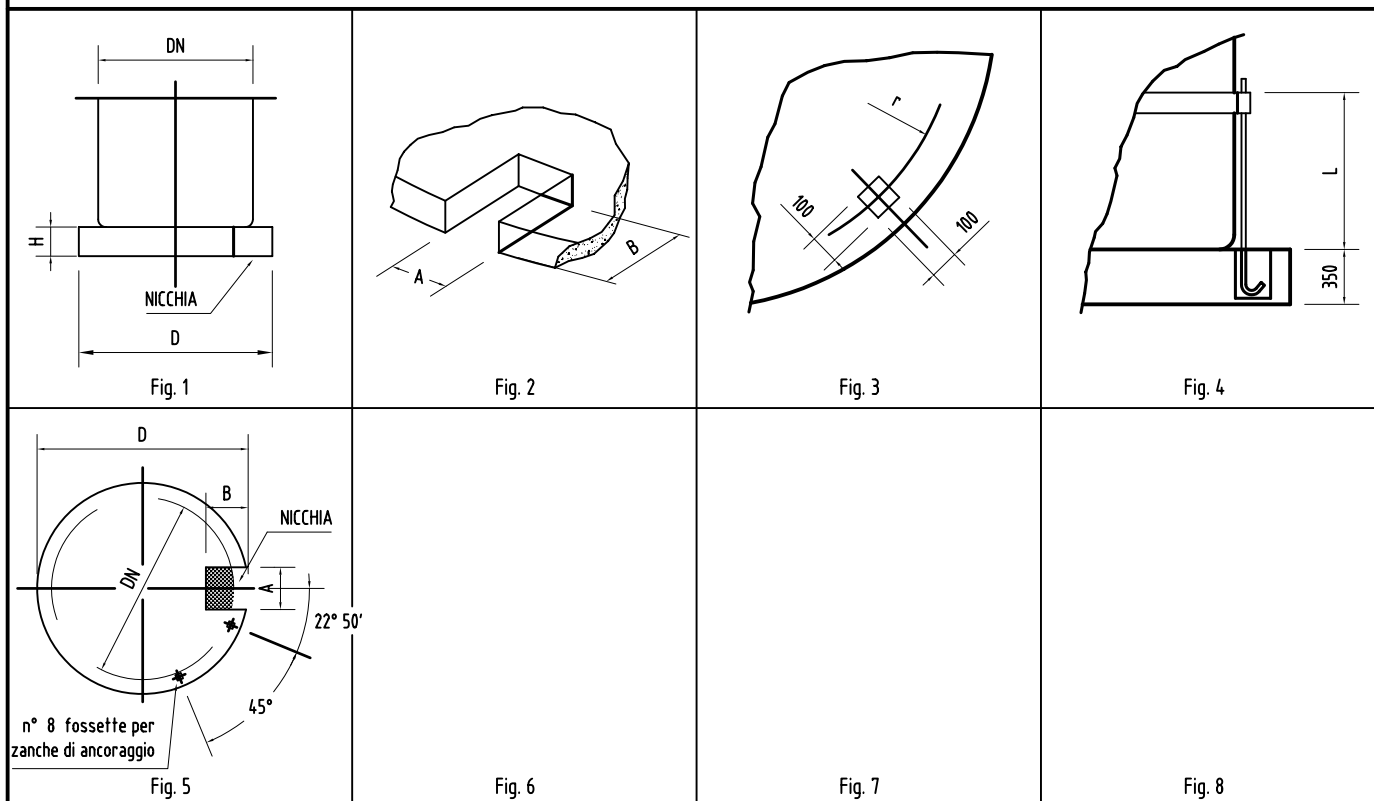 DN
H
NICCHIA
D
Fig. 1
A
B
Fig. 2
r
100
100
Fig. 3
L
350
Fig. 4
D
B
NICCHIA
DN
A
22° 50'
45°
n° 8 fossette per
zanche di ancoraggio
Fig. 5
Fig. 6
Fig. 7
Fig. 8